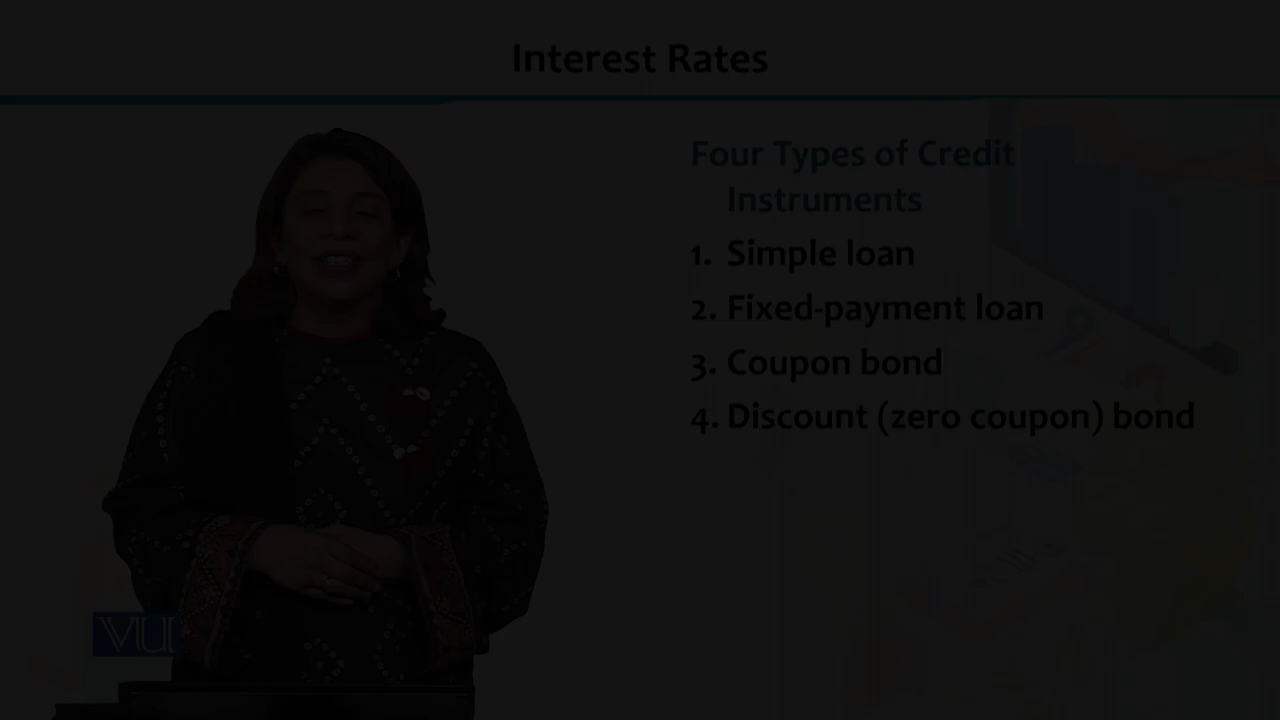 Interest Rates
Four Types of Credit
Instruments
1. Simple loan
2. Fixed-payment loan
3. Coupon bond
4. Discount (zero coupon) bond
VU